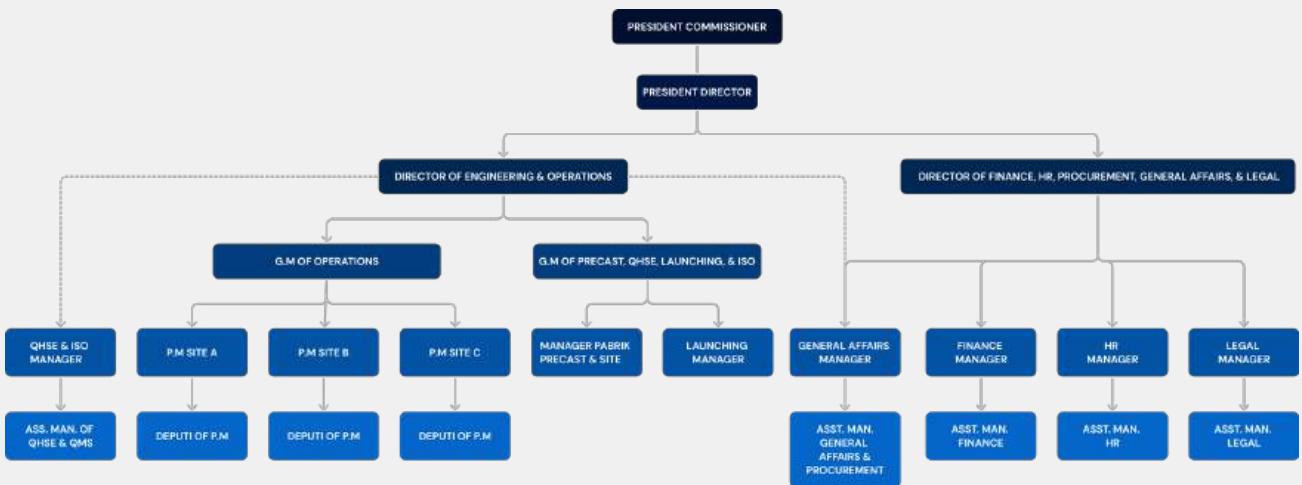 PRESIDENT COMMISSIONER
PRESIDENT DIRECTOR
DIRECTOR OF ENGINEERING & OPERATIONS
DIRECTOR OF FINANCE, HR, PROCUREMENT, GENERAL AFFAIRS, & LEGAL
G.M OF OPERATIONS
G.M OF PRECAST, QHSE, LAUNCHING, & ISO
QHSE & ISO
MANAGER
P.M SITE A
P.M SITE B
P.M SITE C
MANAGER PABRIK
PRECAST & SITE
LAUNCHING
MANAGER
GENERAL AFFAIRS
MANAGER
FINANCE
MANAGER
HR
MANAGER
LEGAL
MANAGER
ASS. MAN. OF
QHSE & QMS
DEPUTI OF P.M
DEPUTI OF P.M
DEPUTI OF P.M
ASST. MAN.
GENERAL
AFFAIRS &
PROCUREMENT
ASST. MAN.
FINANCE
ASST. MAN.
HR
ASST. MAN.
LEGAL